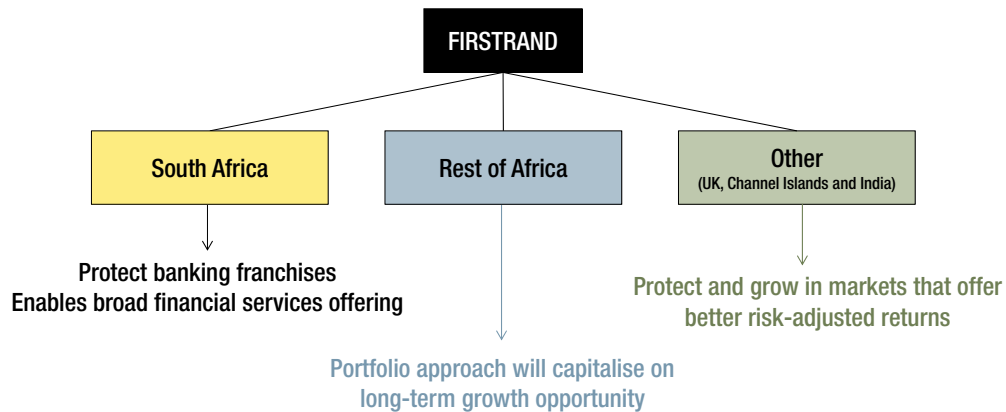 FIRSTRAND
South Africa
Rest of Africa
Other
(UK, Channel Islands and India)
Protect banking franchises
Enables broad financial services offering
Protect and grow in markets that offer
better risk-adjusted returns
Portfolio approach will capitalise on
long-term growth opportunity